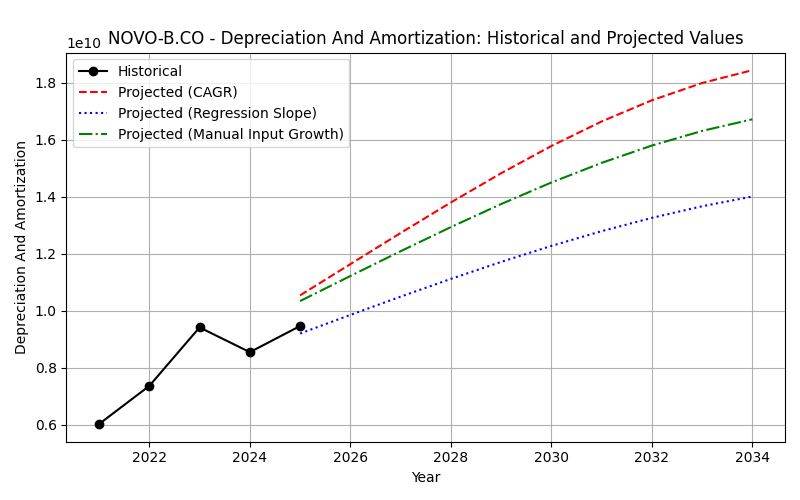 NOVO-B.CO - Depreciation And Amortization: Historical and Projected Values
1e10
Historical
Projected (CAGR)
Projected (Regression Slope)
Projected (Manual Input Growth)
1.8
1.6
1.4
1.2
1.0
0.8
0.6
Depreciation And Amortization
2022 2024 2026 2028 2030 2032 2034
Year